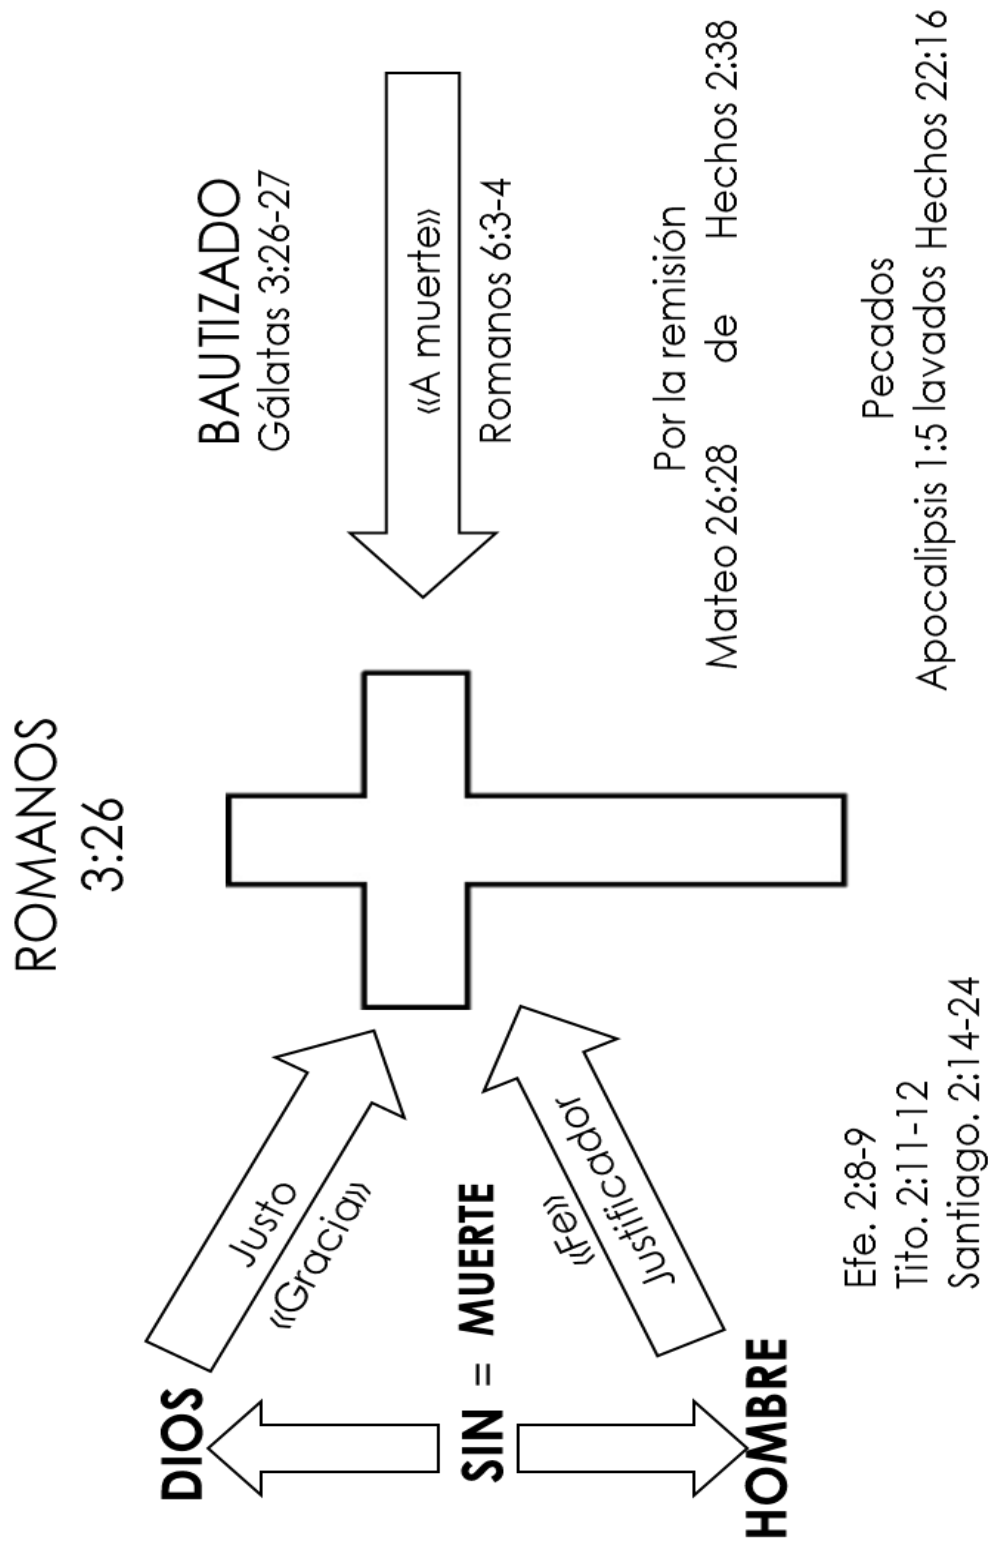 ROMANOS
3:26
DIOS
Justo
«Gracia»
SIN = MUERTE
«Fe»
Justificador
HOMBRE
Efe. 2:8-9
Tito. 2:11-12
Santiago. 2:14-24
BAUTIZADO
Gálatas 3:26-27
«A muerte»
Romanos 6:3-4
Por la remisión
Mateo 26:28 de Hechos 2:38
Pecados
Apocalipsis 1:5 lavados Hechos 22:16